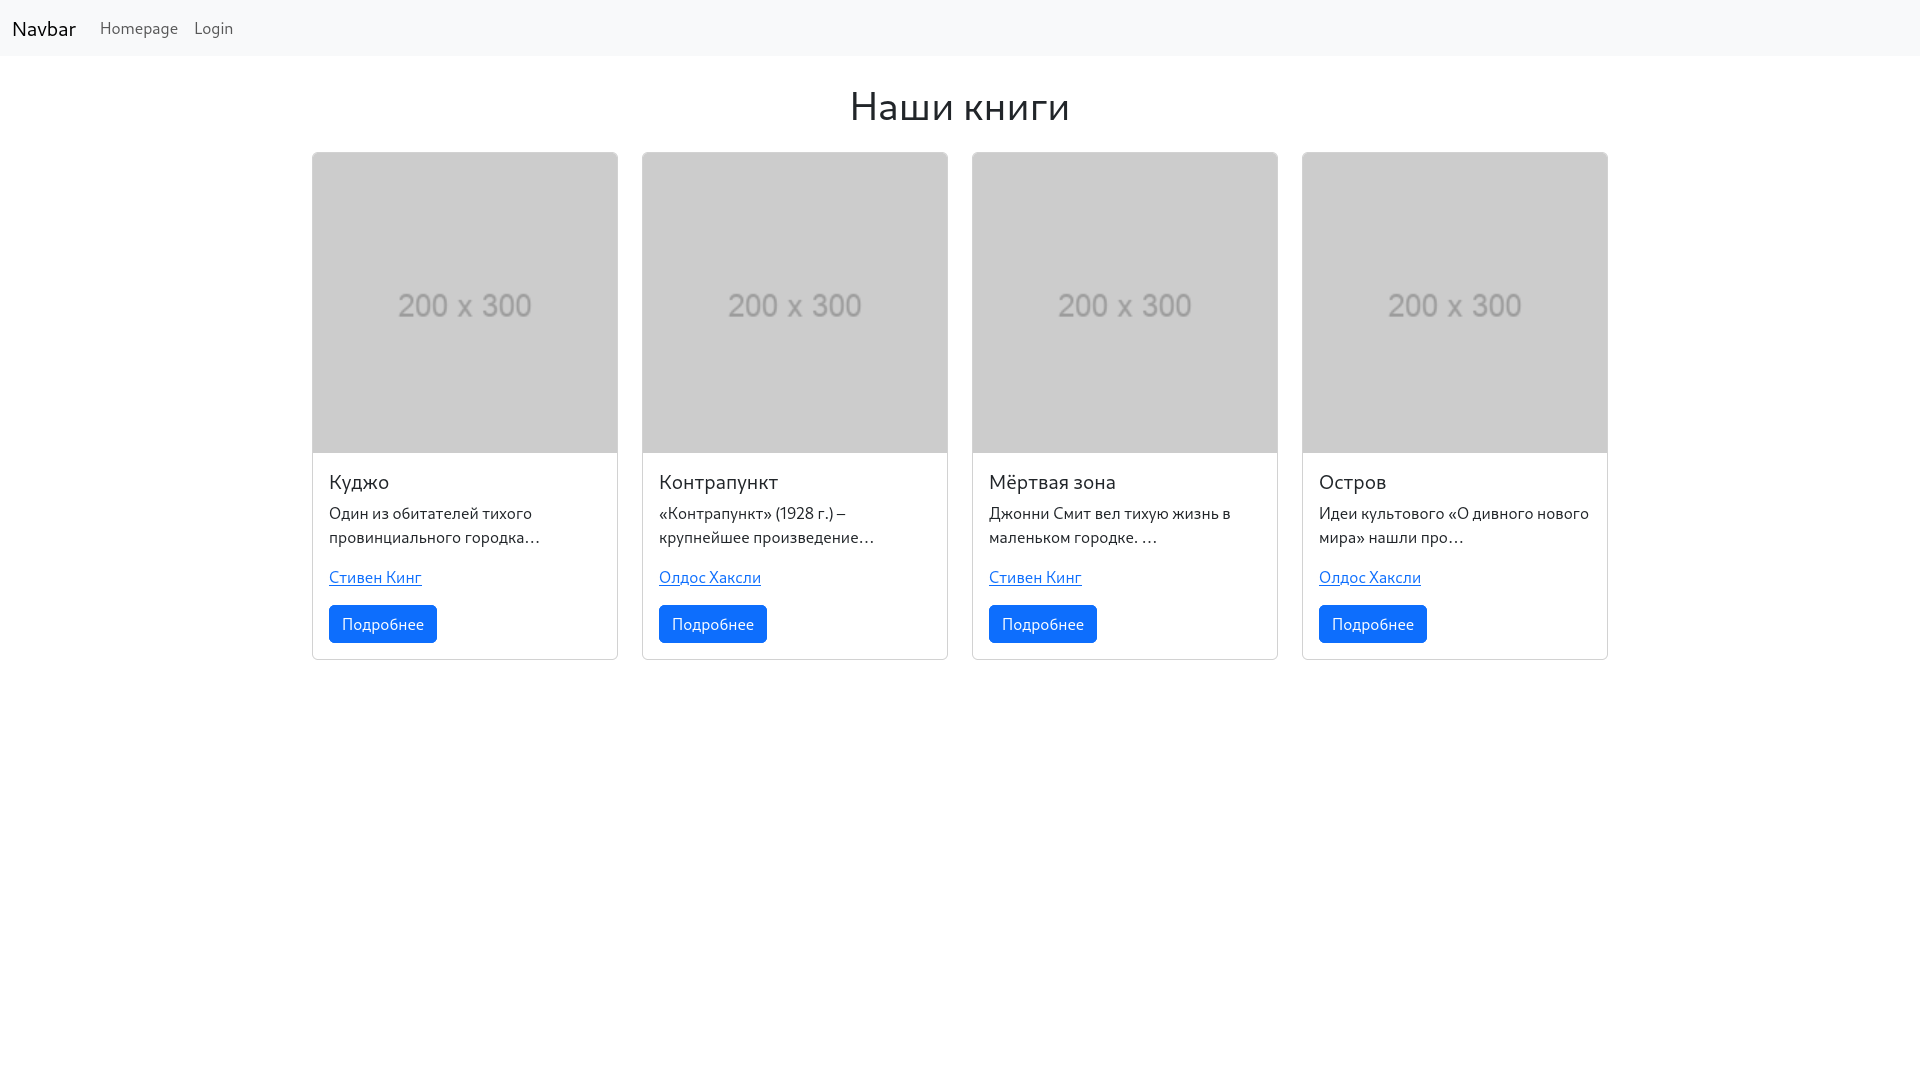 Navbar Homepage Login
Наши книги
200 x 300
200 x 300
200 x 300
200 x 300
Куджо
Один из обитателей тихого
провинциального городка…
Стивен Кинг
Подробнее
Контрапункт
«Контрапункт» (1928 г.) –
крупнейшее произведение…
Олдос Хаксли
Подробнее
Мёртвая зона
Джонни Смит вел тихую жизнь в
маленьком городке. …
Стивен Кинг
Подробнее
Остров
Идеи культового «О дивного нового
мира» нашли про…
Олдос Хаксли
Подробнее